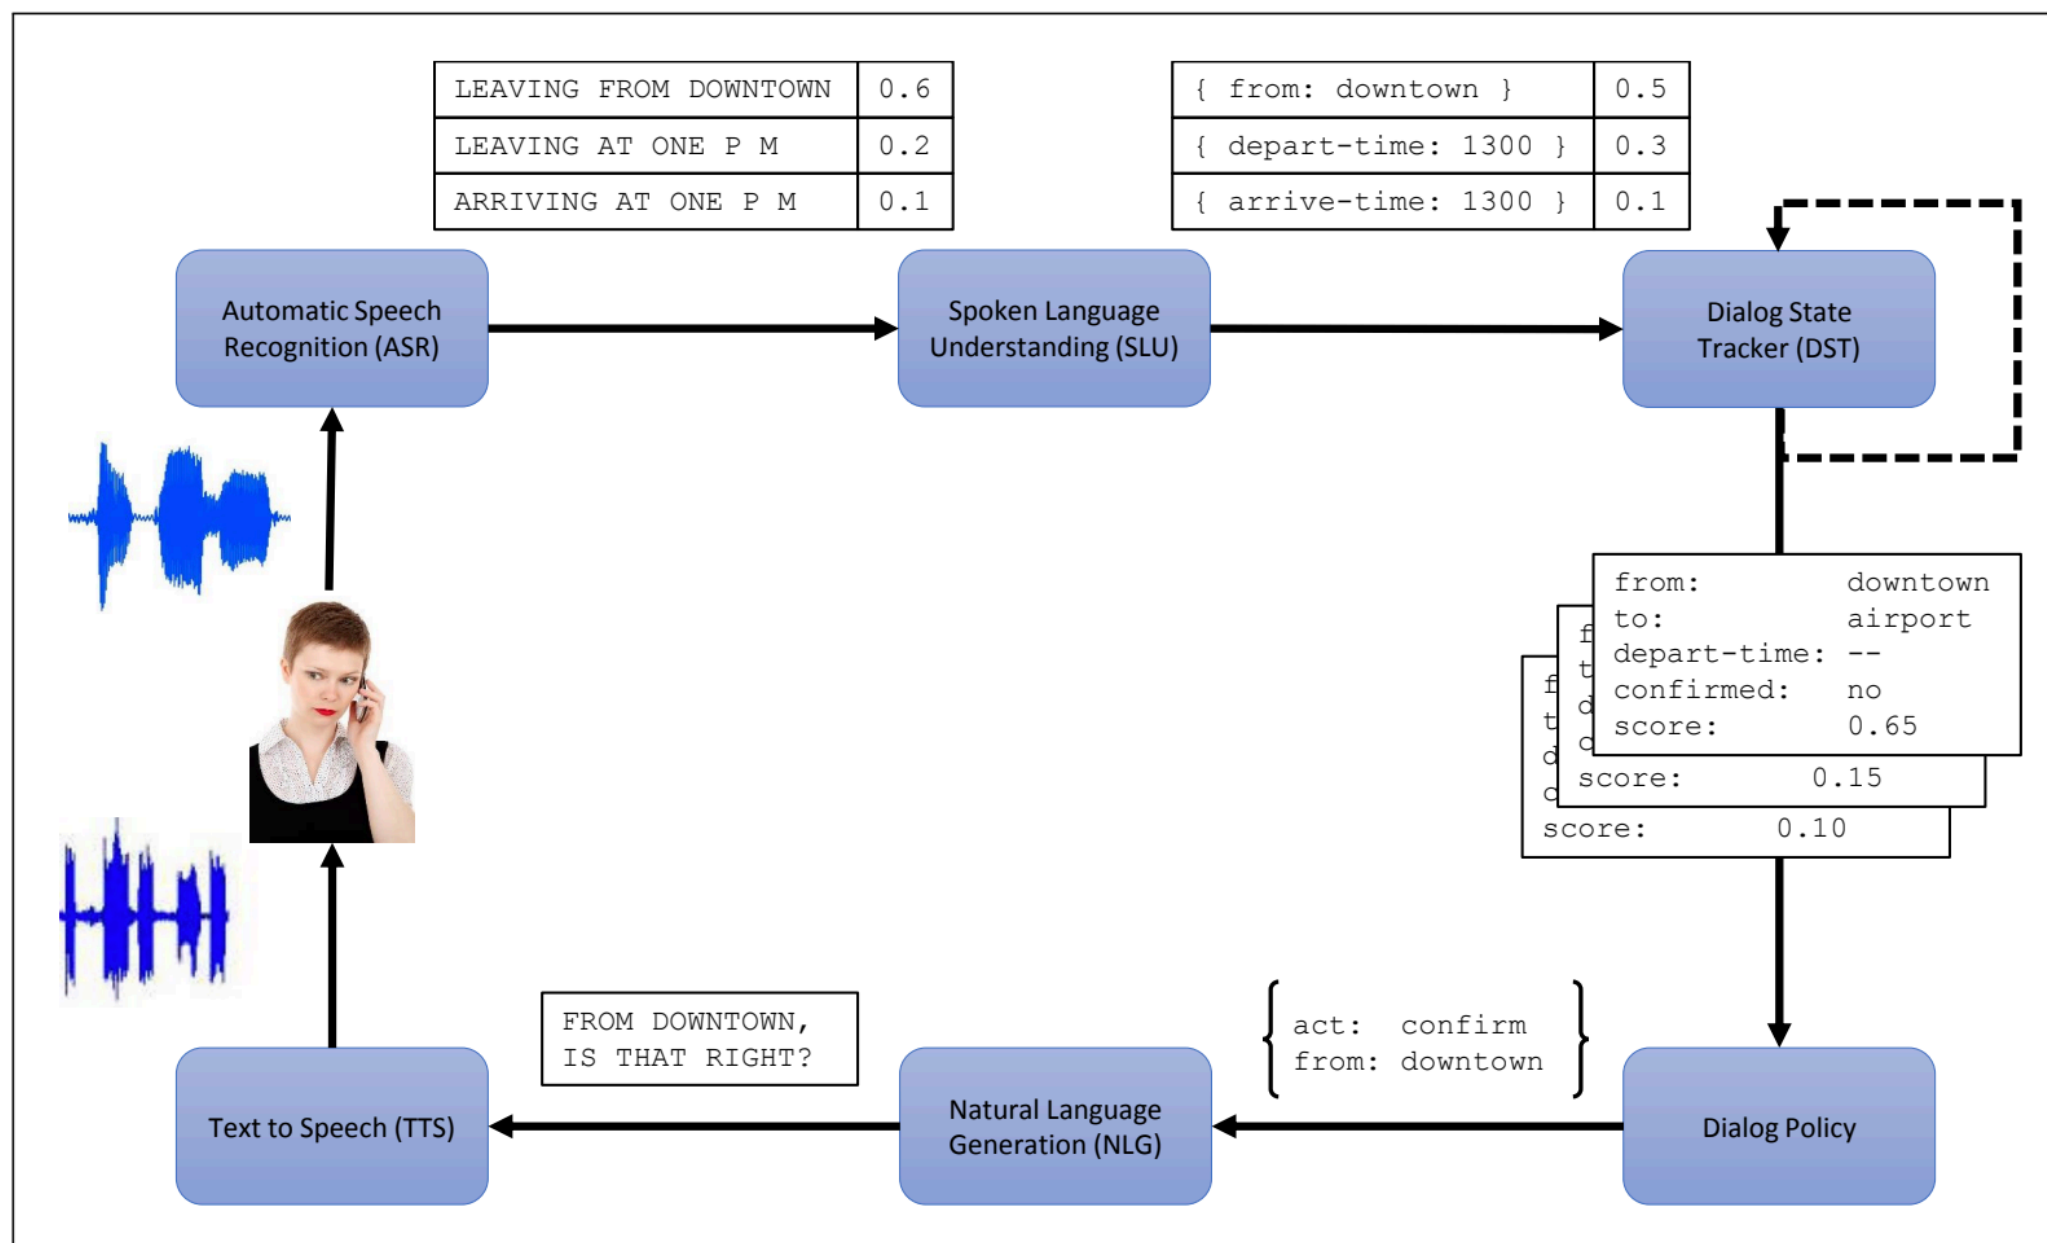 LEAVING FROM DOWNTOWN 0.6
LEAVING AT ONE P M 0.2
ARRIVING AT ONE P M 0.1
{ from: downtown } 0.5
{ depart-time: 1300 } 0.3
{ arrive-time: 1300 } 0.1
Automatic Speech
Recognition (ASR)
Spoken Language
Understanding (SLU)
Dialog State
Tracker (DST)
from: downtown
to: airport
depart-time: --
confirmed: no
score: 0.65
f
t
d
c
score: 0.15
f
t
d
c
score: 0.10
act: confirm
from: downtown
FROM DOWNTOWN,
IS THAT RIGHT?
Text to Speech (TTS)
Natural Language
Generation (NLG)
Dialog Policy